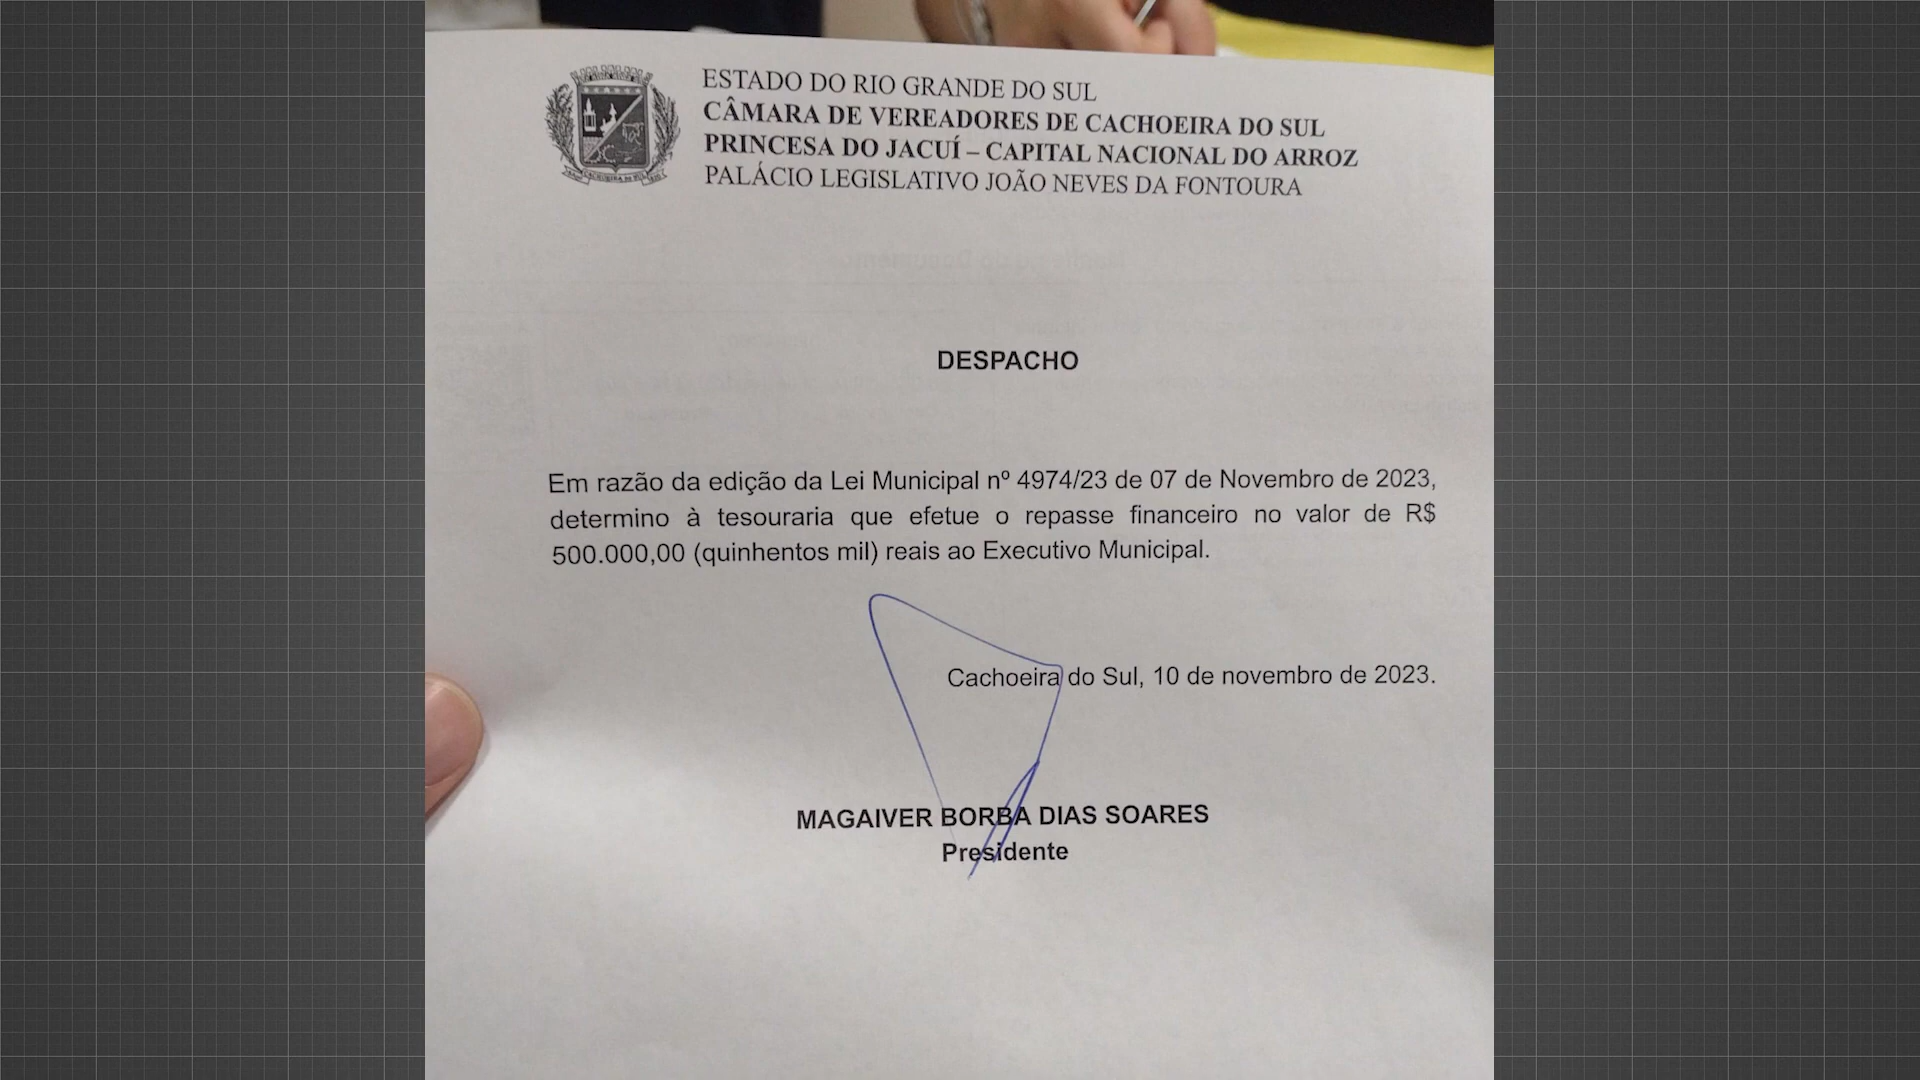 ESTADO DO RIO GRANDE DO SUL
CÂMARA DE VEREADORES DE CACHOEIRA DO SUL
PRINCESA DO JACUÍ – CAPITAL NACIONAL DO ARROZ
PALÁCIO LEGISLATIVO JOÃO NEVES DA FONTOURA
DESPACHO
Em razão da edição da Lei Municipal nº 4974/23 de 07 de Novembro de 2023,
determino à tesouraria que efetue o repasse financeiro no valor de R$
500.000,00 (quinhentos mil) reais ao Executivo Municipal.
Cachoeira do Sul, 10 de novembro de 2023.
MAGAIVER BORBA DIAS SOARES
Presidente